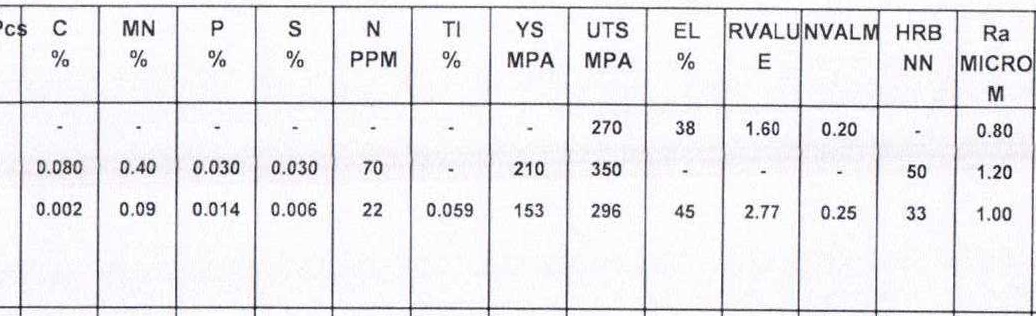 Pcs C MN P S N TI YS UTS EL RVALU NVALM HRB Ra
% % % % PPM % MPA MPA % E NN MICRO
M
- - - - - - - 270 38 1.60 0.20 - 0.80
0.080 0.40 0.030 0.030 70 - 210 350 - - - 50 1.20
0.002 0.09 0.014 0.006 22 0.059 153 296 45 2.77 0.25 33 1.00